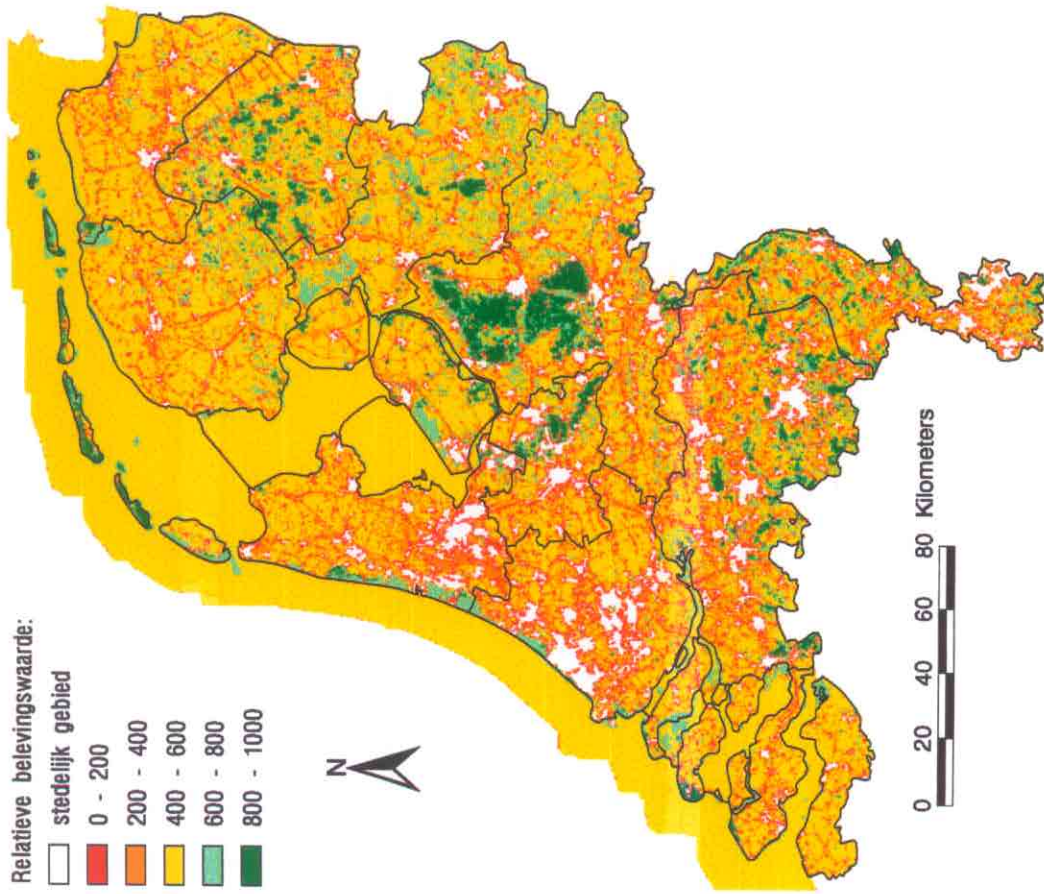 Relatieve belevingswaarde:
stedelijk gebied
0 - 200
200 - 400
400 - 600
600 - 800
800 - 1000
N
0 20 40 60 80 Kilometers